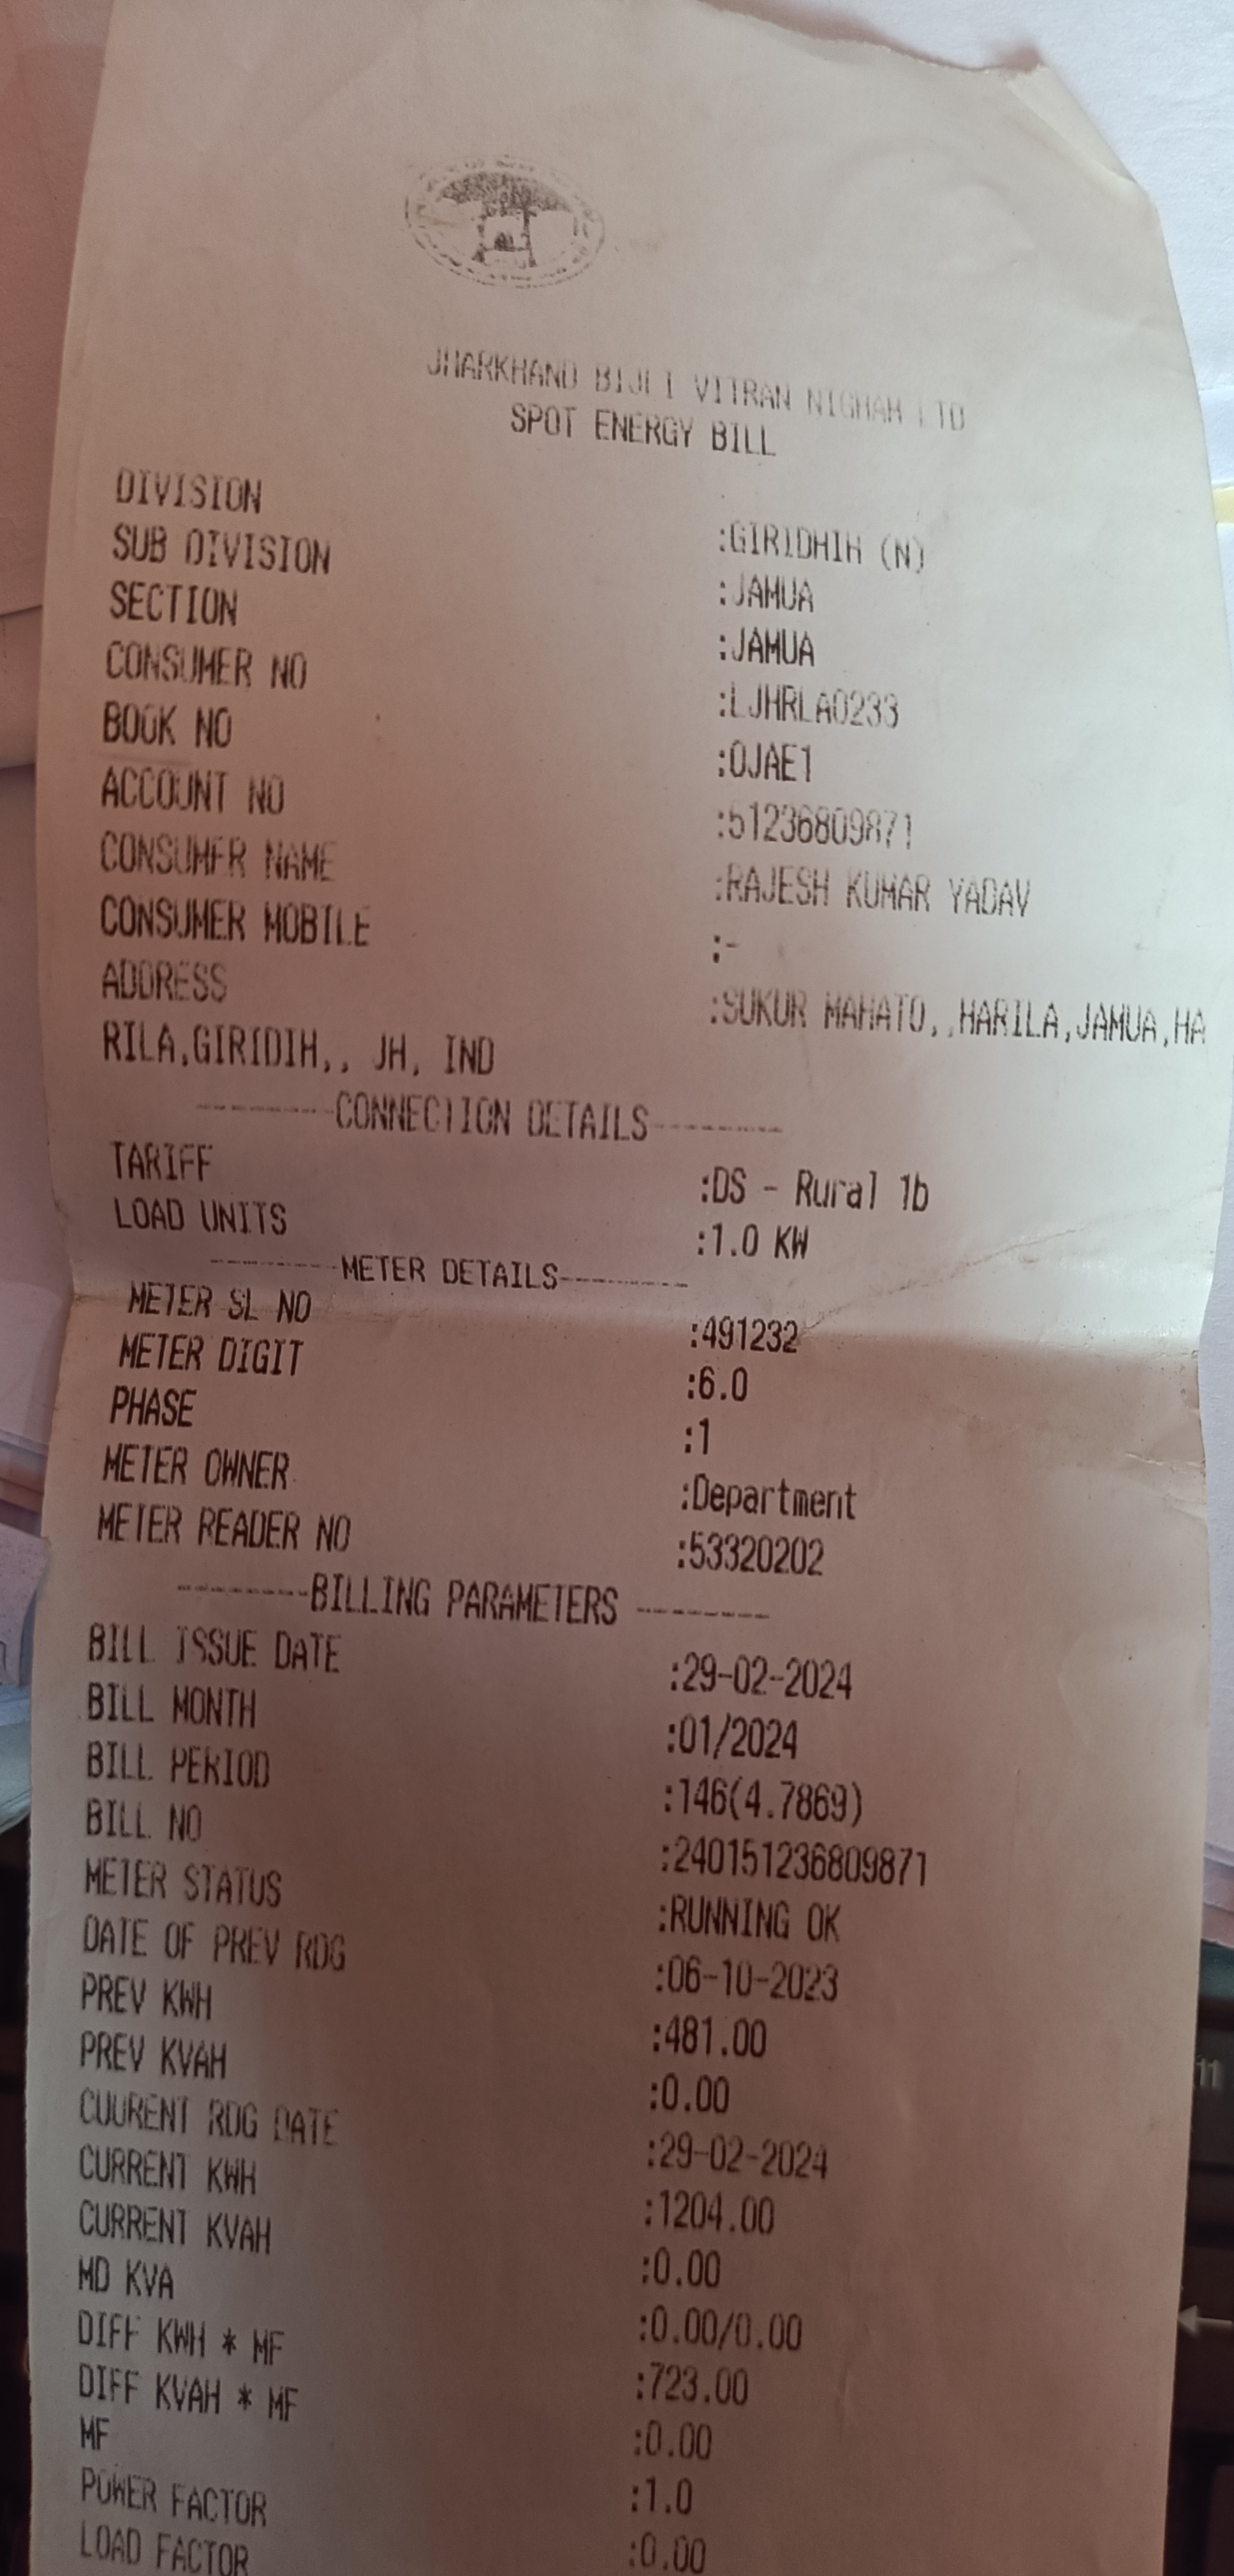 JHARKHAND BIJLI VITRAN NIGHAM LTD
SPOT ENERGY BILL
DIVISION :GIRIDHIH (N)
SUB DIVISION :JAMUA
SECTION :JAMUA
CONSUMER NO :LJHRLA0233
BOOK NO :OJAE1
ACCOUNT NO :51236809871
CONSUMER NAME :RAJESH KUMAR YADAV
CONSUMER MOBILE :-
ADDRESS :SUKUR MAHATO,,HARILA,JAMUA,HA
RILA,GIRIDIH,, JH, IND
---------CONNECTION DETAILS---------
TARIFF :DS - Rural 1b
LOAD UNITS :1.0 KW
---------METER DETAILS---------
METER SL NO :491232
METER DIGIT :6.0
PHASE :1
METER OWNER :Department
METER READER NO :53320202
---------BILLING PARAMETERS ---------
BILL ISSUE DATE :29-02-2024
BILL MONTH :01/2024
BILL PERIOD :146(4.7869)
BILL NO :240151236809871
METER STATUS :RUNNING OK
DATE OF PREV RDG :06-10-2023
PREV KWH :481.00
PREV KVAH :0.00
CUURENT RDG DATE :29-02-2024
CURRENT KWH :1204.00
CURRENT KVAH :0.00
MD KVA :0.00/0.00
DIFF KWH * MF :723.00
DIFF KVAH * MF :0.00
MF :1.0
POWER FACTOR :0.00
LOAD FACTOR